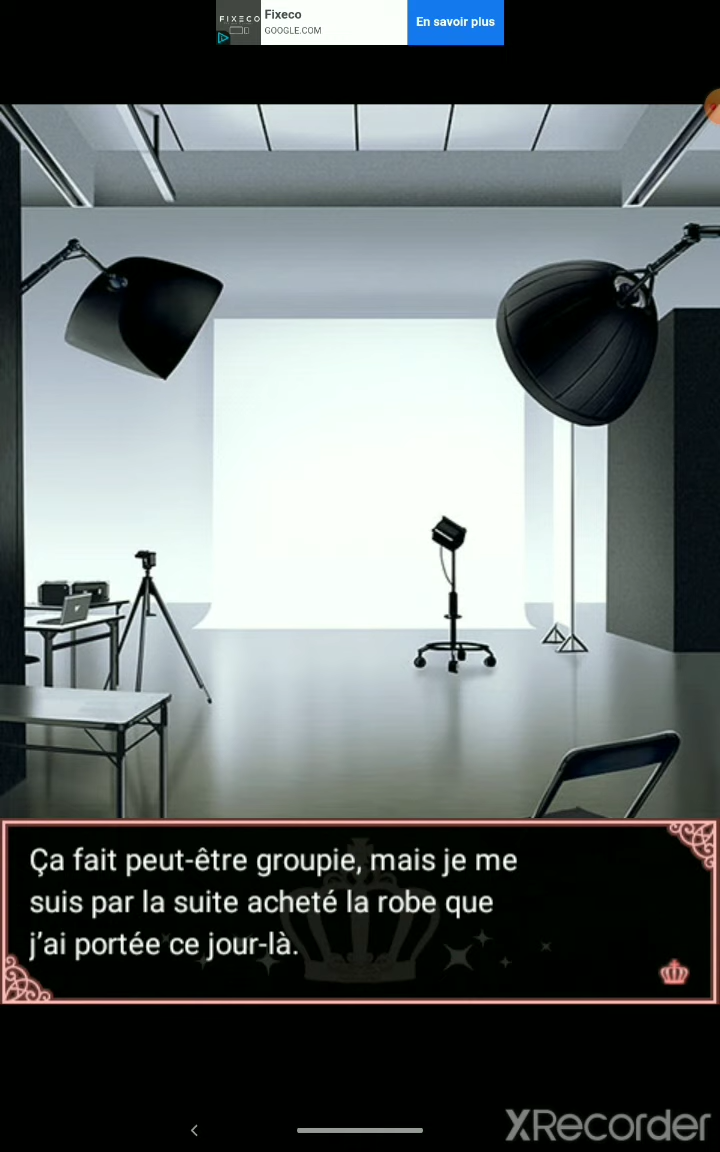 FIXECO
Fixeco
GOOGLE.COM
En savoir plus
Ça fait peut-être groupie, mais je me
suis par la suite acheté la robe que
j’ai portée ce jour-là.
XRecorder